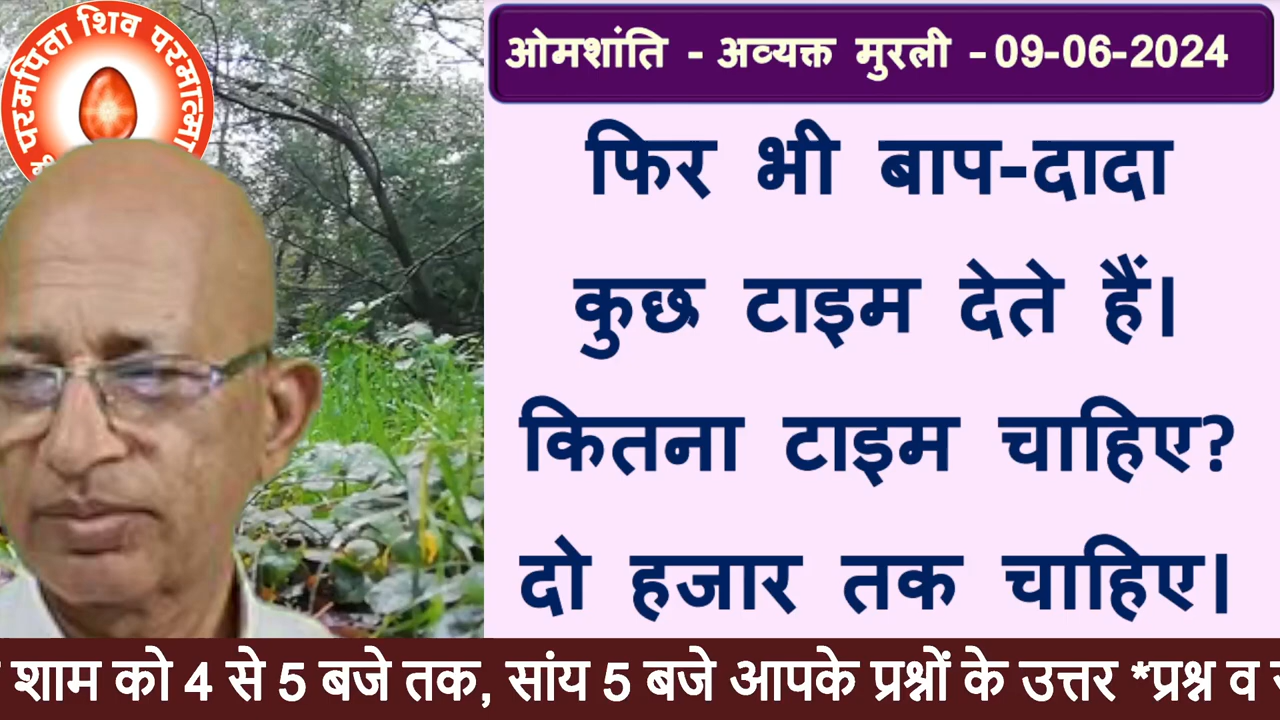 परमपिता शिव परमात्मा
ओमशांति - अव्यक्त मुरली - 09-06-2024
फिर भी बाप-दादा
कुछ टाइम देते हैं।
कितना टाइम चाहिए?
दो हजार तक चाहिए।
शाम को 4 से 5 बजे तक, सांय 5 बजे आपके प्रश्नों के उत्तर *प्रश्न व